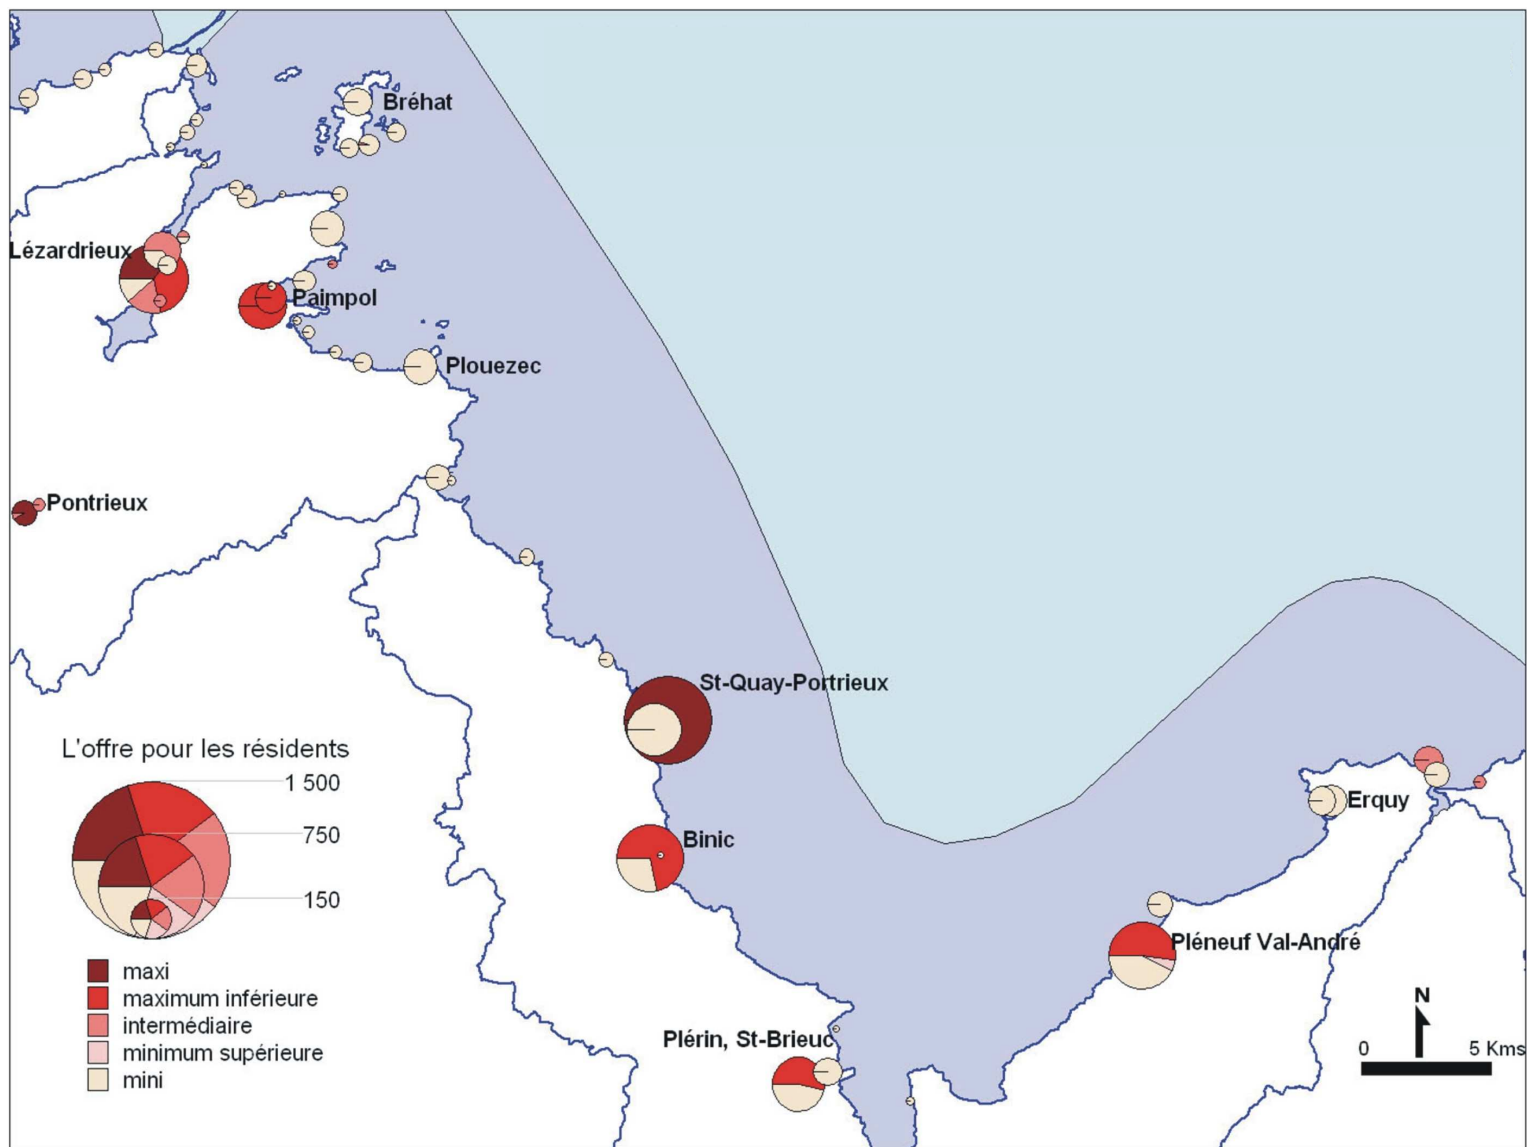 Bréhat
Lézardrieux
Paimpol
Plouezec
Pontrieux
St-Quay-Portrieux
L'offre pour les résidents
1 500
750
150
maxi
maximum inférieure
intermédiaire
minimum supérieure
mini
Binic
Erquy
Pléneuf Val-André
Plérin, St-Brieuc
N
0 5 Kms